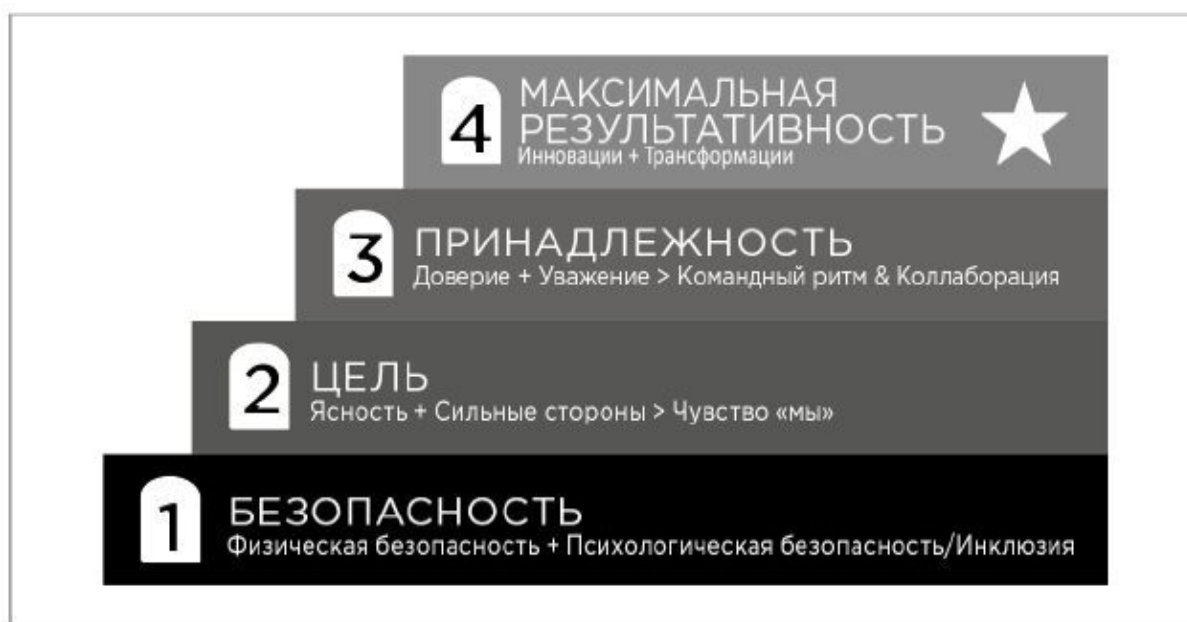 4
МАКСИМАЛЬНАЯ
РЕЗУЛЬТАТИВНОСТЬ
Инновации + Трансформации
3
ПРИНАДЛЕЖНОСТЬ
Доверие + Уважение > Командный ритм & Коллаборация
2
ЦЕЛЬ
Ясность + Сильные стороны > Чувство «мы»
1
БЕЗОПАСНОСТЬ
Физическая безопасность + Психологическая безопасность/Инклюзия